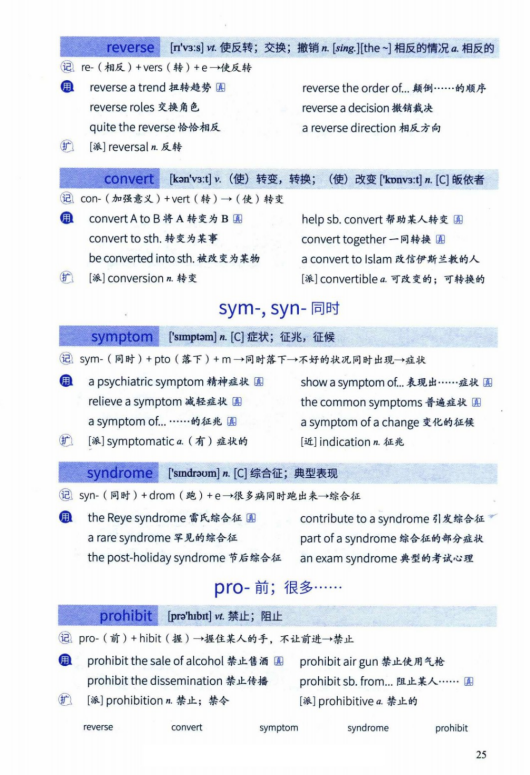 reverse [rɪ'vɜːs] vt. 使反转；交换；撤销 n. [sing.][the ~] 相反的情况 a. 相反的
记 re-（相反）+vers（转）+e→使反转
用 reverse a trend 扭转趋势 真 reverse the order of... 颠倒……的顺序
reverse roles 交换角色 reverse a decision 撤销裁决
quite the reverse 恰恰相反 a reverse direction 相反方向
扩 [派] reversal n. 反转
convert [kən'vɜːt] v.（使）转变，转换；（使）改变 ['kɒnvɜːt] n. [C] 皈依者
记 con-（加强意义）+vert（转）→（使）转变
用 convert A to B 将 A 转变为 B 真 help sb. convert 帮助某人转变 真
convert to sth. 转变为某事 convert together 一同转换 真
be converted into sth. 被改变为某物 a convert to Islam 改信伊斯兰教的人
扩 [派] conversion n. 转变 [派] convertible a. 可改变的；可转换的
sym-, syn- 同时
symptom ['sɪmptəm] n. [C] 症状；征兆，征候
记 sym-（同时）+pto（落下）+m→同时落下→不好的状况同时出现→症状
用 a psychiatric symptom 精神症状 真 show a symptom of... 表现出……症状 真
relieve a symptom 减轻症状 真 the common symptoms 普遍症状 真
a symptom of... ……的征兆 真 a symptom of a change 变化的征候
扩 [派] symptomatic a.（有）症状的 [近] indication n. 征兆
syndrome ['sɪndrəʊm] n. [C] 综合征；典型表现
记 syn-（同时）+drom（跑）+e→很多病同时跑出来→综合征
用 the Reye syndrome 雷氏综合征 真 contribute to a syndrome 引发综合征
a rare syndrome 罕见的综合征 part of a syndrome 综合征的部分症状
the post-holiday syndrome 节后综合征 an exam syndrome 典型的考试心理
pro- 前；很多……
prohibit [prə'hɪbɪt] vt. 禁止；阻止
记 pro-（前）+hibit（握）→握住某人的手，不让前进→禁止
用 prohibit the sale of alcohol 禁止售酒 真 prohibit air gun 禁止使用气枪
prohibit the dissemination 禁止传播 prohibit sb. from... 阻止某人…… 真
扩 [派] prohibition n. 禁止；禁令 [派] prohibitive a. 禁止的
reverse convert symptom syndrome prohibit
25